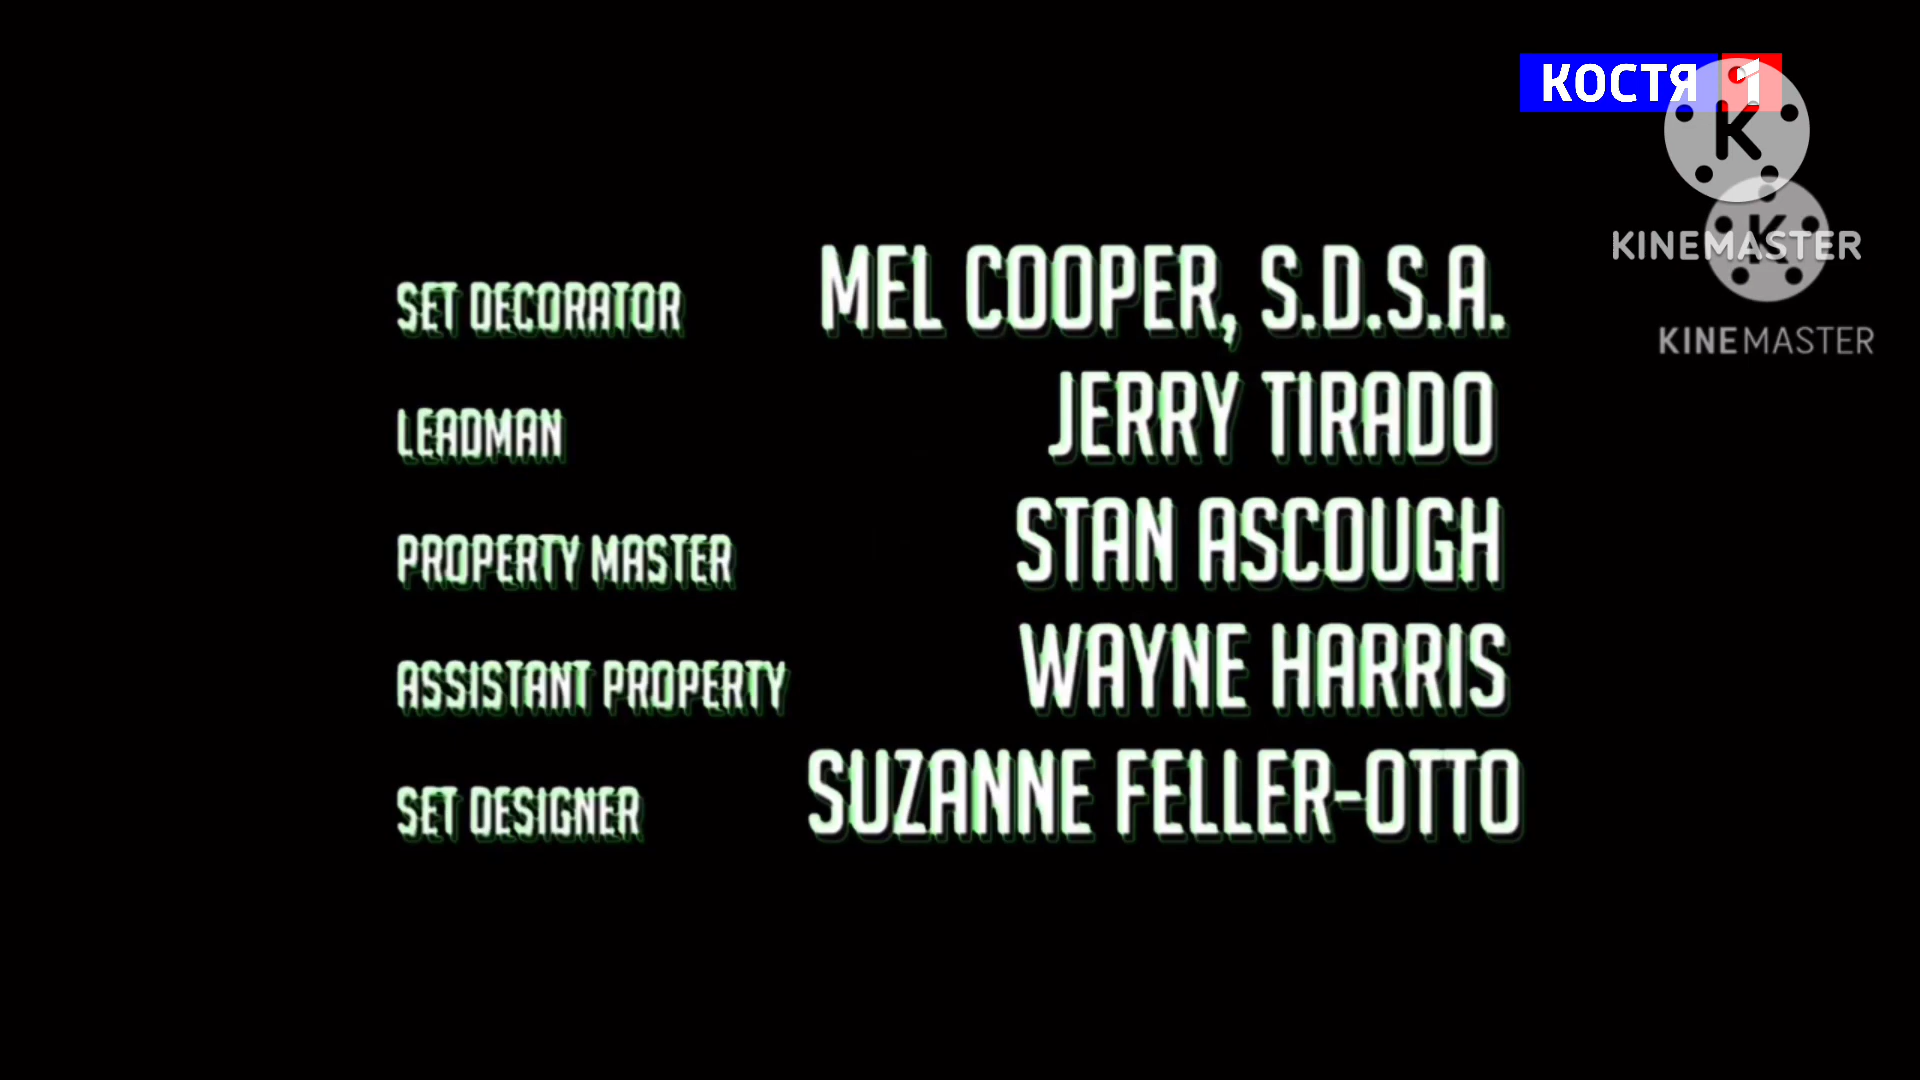 КОСТЯ 1
K
KINEMASTER
K
KINEMASTER
SET DECORATOR MEL COOPER, S.D.S.A.
LEADMAN JERRY TIRADO
PROPERTY MASTER STAN ASCOUGH
ASSISTANT PROPERTY WAYNE HARRIS
SET DESIGNER SUZANNE FELLER-OTTO